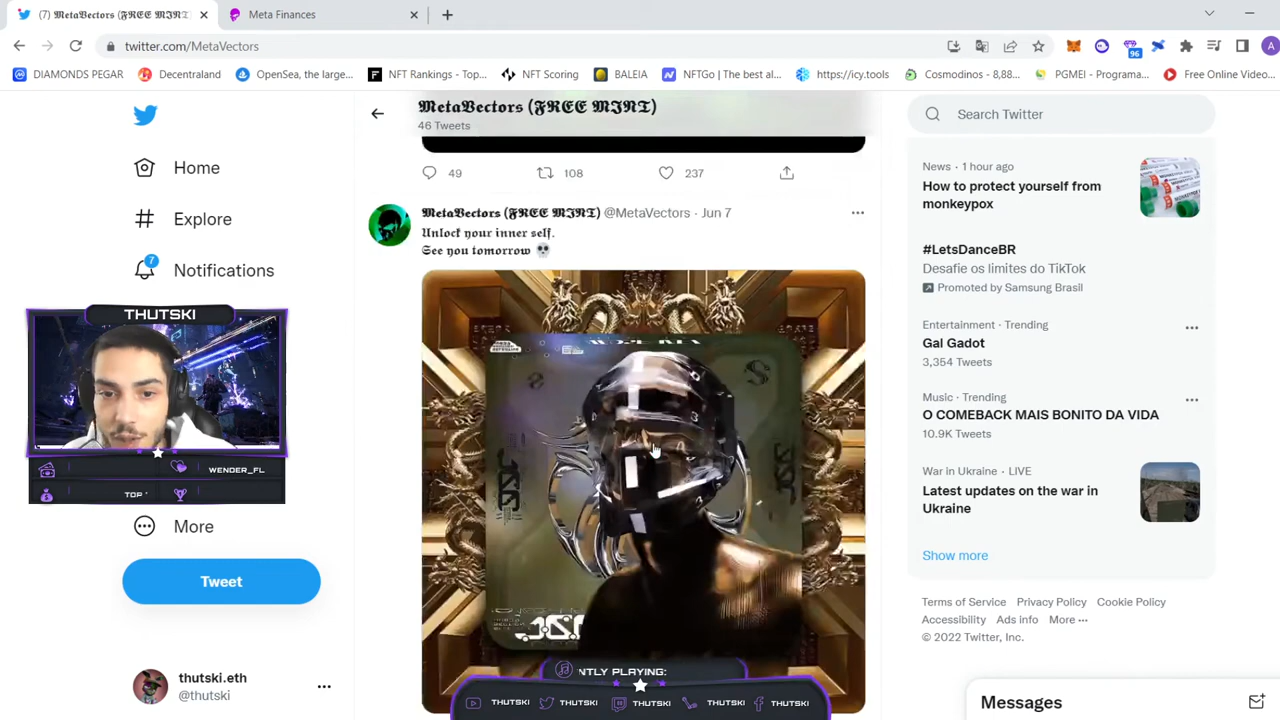 (7) 𝕸𝖊𝖙𝖆𝖁𝖊𝖈𝖙𝖔𝖗𝖘 (𝕱𝕽𝕰𝕰 𝕸𝕴𝕹𝕿)
Meta Finances
twitter.com/MetaVectors
96
A
DIAMONDS PEGAR
Decentraland
OpenSea, the large...
NFT Rankings - Top...
NFT Scoring
BALEIA
NFTGo | The best al...
https://icy.tools
Cosmodinos - 8,88...
PGMEI - Programa...
Free Online Video...
𝕸𝖊𝖙𝖆𝖁𝖊𝖈𝖙𝖔𝖗𝖘 (𝕱𝕽𝕰𝕰 𝕸𝕴𝕹𝕿)
46 Tweets
Search Twitter
Home
Explore
7
Notifications
More
Tweet
thutski.eth
@thutski
THUTSKI
WENDER_FL
TOP
49
108
237
𝕸𝖊𝖙𝖆𝖁𝖊𝖈𝖙𝖔𝖗𝖘 (𝕱𝕽𝕰𝕰 𝕸𝕴𝕹𝕿) @MetaVectors · Jun 7
𝖀𝖓𝖑𝖔𝖈𝖐 𝖞𝖔𝖚𝖗 𝖎𝖓𝖓𝖊𝖗 𝖘𝖊𝖑𝖋.
𝕾𝖊𝖊 𝖞𝖔𝖚 𝖙𝖔𝖒𝖔𝖗𝖗𝖔𝖜 💀
NTLY PLAYING:
THUTSKI
THUTSKI
THUTSKI
THUTSKI
THUTSKI
News · 1 hour ago
How to protect yourself from
monkeypox
#LetsDanceBR
Desafie os limites do TikTok
Promoted by Samsung Brasil
Entertainment · Trending
Gal Gadot
3,354 Tweets
Music · Trending
O COMEBACK MAIS BONITO DA VIDA
10.9K Tweets
War in Ukraine · LIVE
Latest updates on the war in
Ukraine
Show more
Terms of Service Privacy Policy Cookie Policy
Accessibility Ads info More ···
© 2022 Twitter, Inc.
Messages